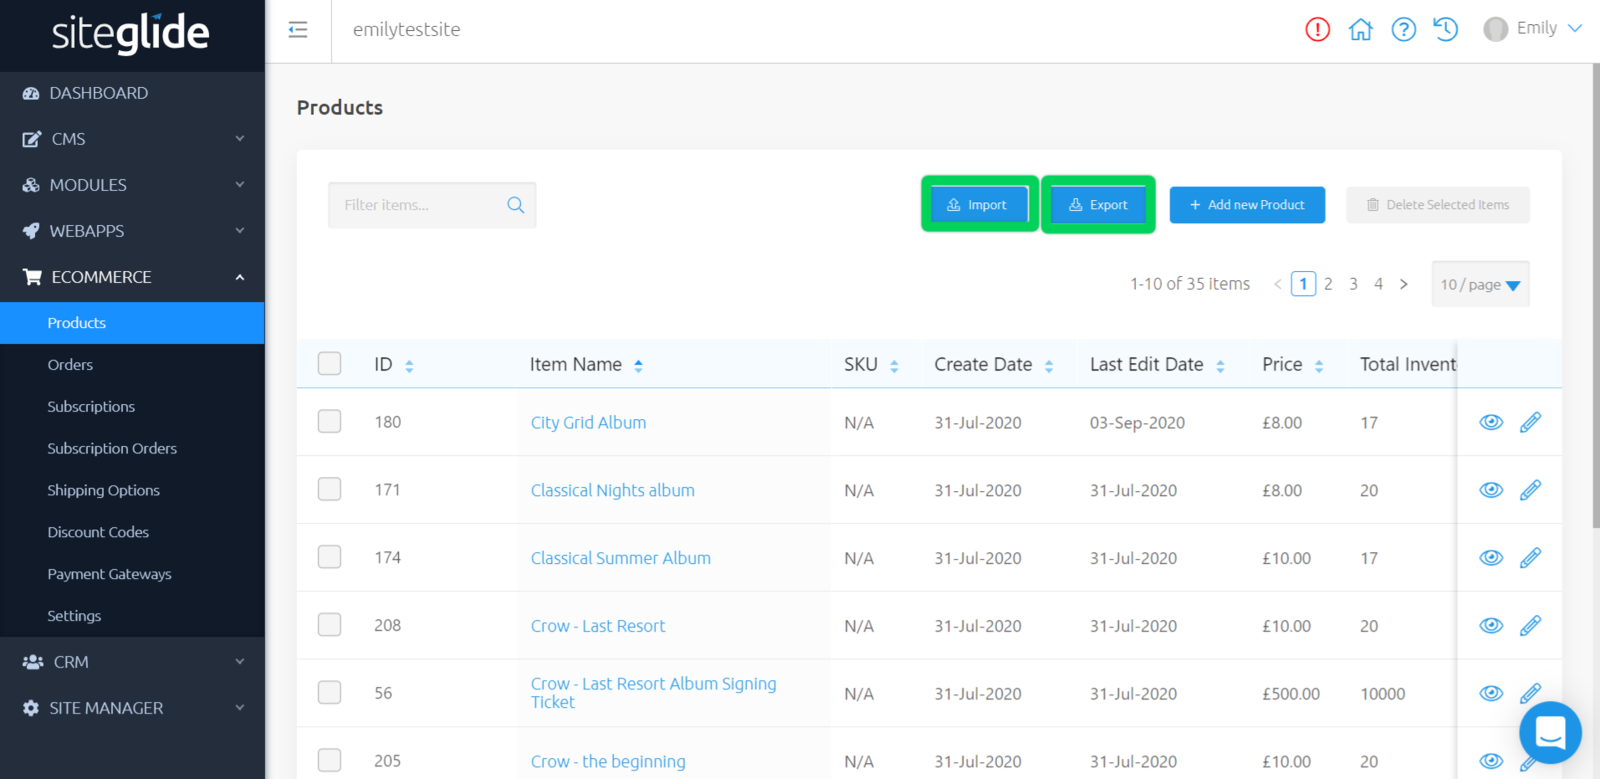 siteglide
emilytestsite
Emily
DASHBOARD
CMS
MODULES
WEBAPPS
ECOMMERCE
Products
Orders
Subscriptions
Subscription Orders
Shipping Options
Discount Codes
Payment Gateways
Settings
CRM
SITE MANAGER
Products
Filter items...
Import
Export
+ Add new Product
Delete Selected Items
1-10 of 35 items < 1 2 3 4 >
10 / page
ID Item Name SKU Create Date Last Edit Date Price Total Invent
180 City Grid Album N/A 31-Jul-2020 03-Sep-2020 £8.00 17
171 Classical Nights album N/A 31-Jul-2020 31-Jul-2020 £8.00 20
174 Classical Summer Album N/A 31-Jul-2020 31-Jul-2020 £10.00 17
208 Crow - Last Resort N/A 31-Jul-2020 31-Jul-2020 £10.00 20
56 Crow - Last Resort Album Signing
Ticket N/A 31-Jul-2020 31-Jul-2020 £500.00 10000
205 Crow - the beginning N/A 31-Jul-2020 31-Jul-2020 £10.00 20